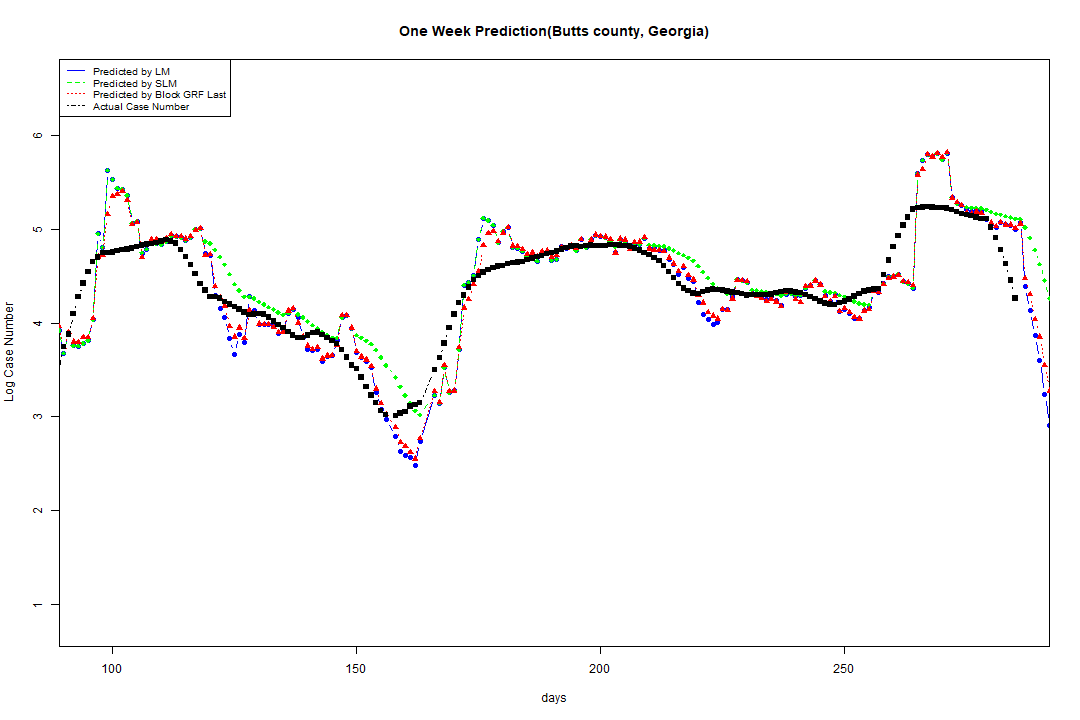 One Week Prediction(Butts county, Georgia)
Predicted by LM
Predicted by SLM
Predicted by Block GRF Last
Actual Case Number
6
5
4
3
2
1
Log Case Number
100 150 200 250
days